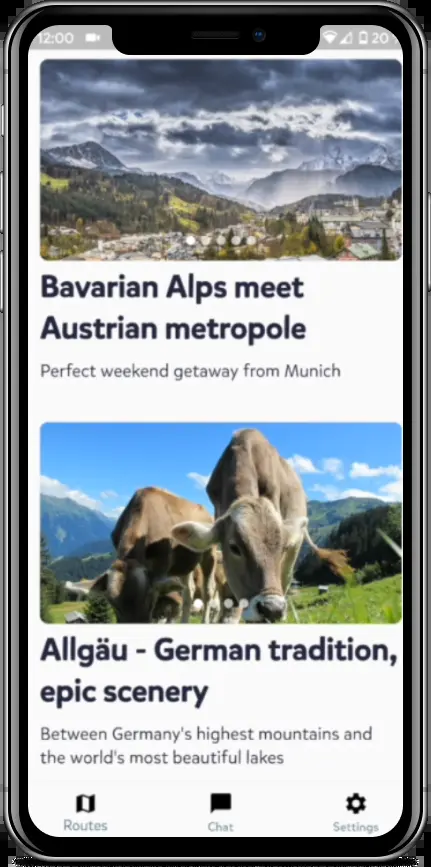 12:00
20
Bavarian Alps meet
Austrian metropole
Perfect weekend getaway from Munich
Allgäu - German tradition,
epic scenery
Between Germany's highest mountains and
the world's most beautiful lakes
Routes
Chat
Settings